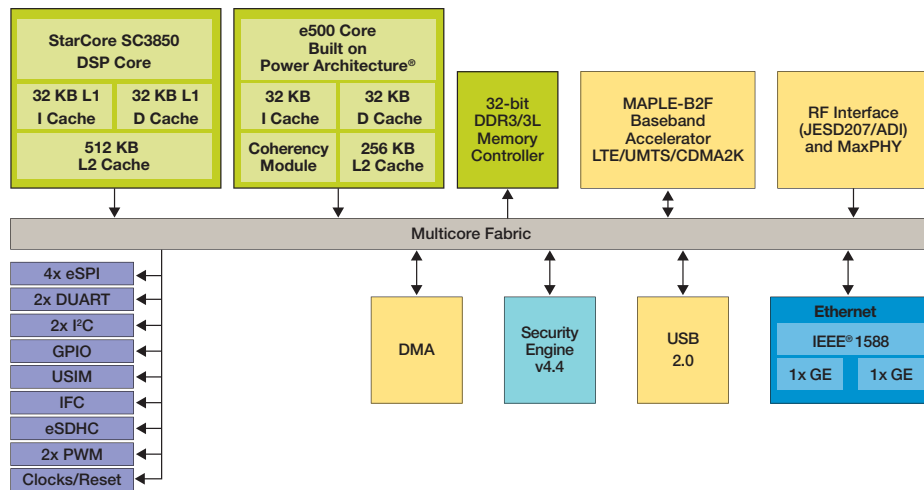 StarCore SC3850
DSP Core
32 KB L1
I Cache
32 KB L1
D Cache
512 KB
L2 Cache
e500 Core
Built on
Power Architecture®
32 KB
I Cache
32 KB
D Cache
Coherency
Module
256 KB
L2 Cache
32-bit
DDR3/3L
Memory
Controller
MAPLE-B2F
Baseband
Accelerator
LTE/UMTS/CDMA2K
RF Interface
(JESD207/ADI)
and MaxPHY
Multicore Fabric
4x eSPI
2x DUART
2x I²C
GPIO
USIM
IFC
eSDHC
2x PWM
Clocks/Reset
DMA
Security
Engine
v4.4
USB
2.0
Ethernet
IEEE® 1588
1x GE
1x GE